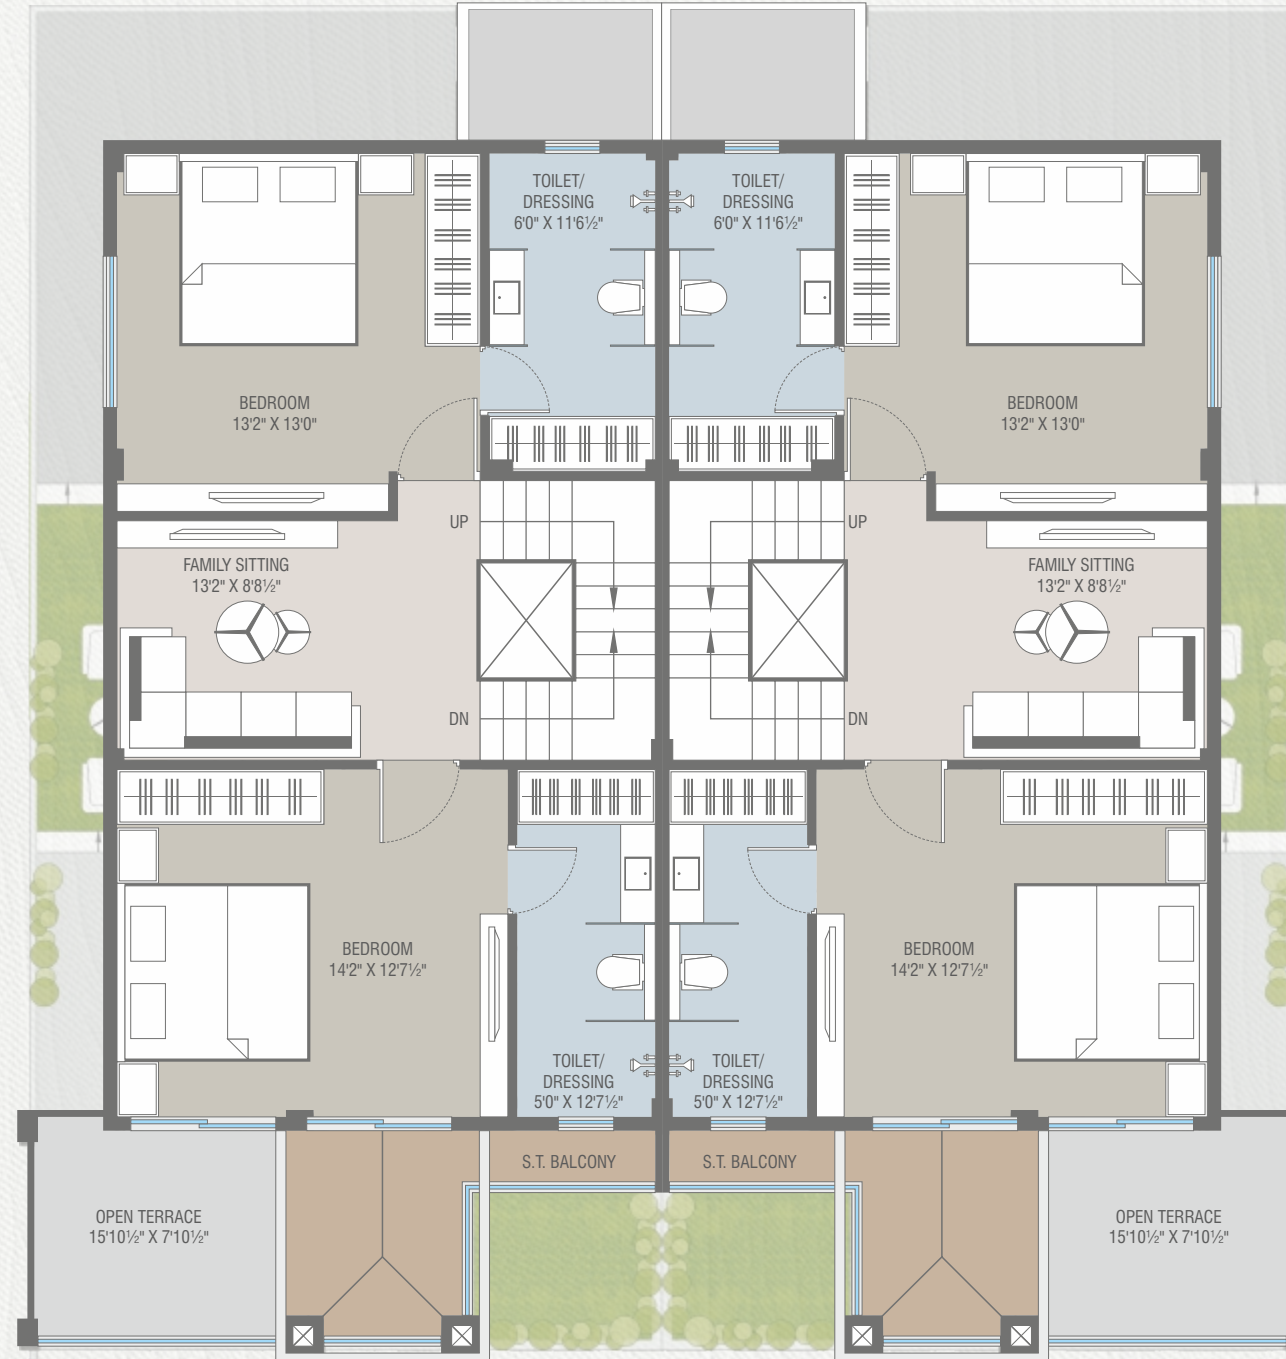 TOILET/
DRESSING
6'0" X 11'6½"
TOILET/
DRESSING
6'0" X 11'6½"
BEDROOM
13'2" X 13'0"
BEDROOM
13'2" X 13'0"
UP
UP
FAMILY SITTING
13'2" X 8'8½"
FAMILY SITTING
13'2" X 8'8½"
DN
DN
BEDROOM
14'2" X 12'7½"
BEDROOM
14'2" X 12'7½"
TOILET/
DRESSING
5'0" X 12'7½"
TOILET/
DRESSING
5'0" X 12'7½"
S.T. BALCONY
S.T. BALCONY
OPEN TERRACE
15'10½" X 7'10½"
OPEN TERRACE
15'10½" X 7'10½"